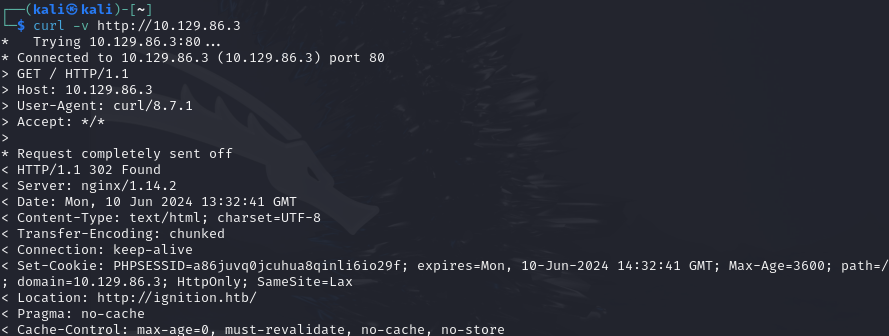 ┌──(kali㉿kali)-[~]
└─$ curl -v http://10.129.86.3
*   Trying 10.129.86.3:80...
* Connected to 10.129.86.3 (10.129.86.3) port 80
> GET / HTTP/1.1
> Host: 10.129.86.3
> User-Agent: curl/8.7.1
> Accept: */*
>
* Request completely sent off
< HTTP/1.1 302 Found
< Server: nginx/1.14.2
< Date: Mon, 10 Jun 2024 13:32:41 GMT
< Content-Type: text/html; charset=UTF-8
< Transfer-Encoding: chunked
< Connection: keep-alive
< Set-Cookie: PHPSESSID=a86juvq0jcuhua8qinli6io29f; expires=Mon, 10-Jun-2024 14:32:41 GMT; Max-Age=3600; path=/
; domain=10.129.86.3; HttpOnly; SameSite=Lax
< Location: http://ignition.htb/
< Pragma: no-cache
< Cache-Control: max-age=0, must-revalidate, no-cache, no-store